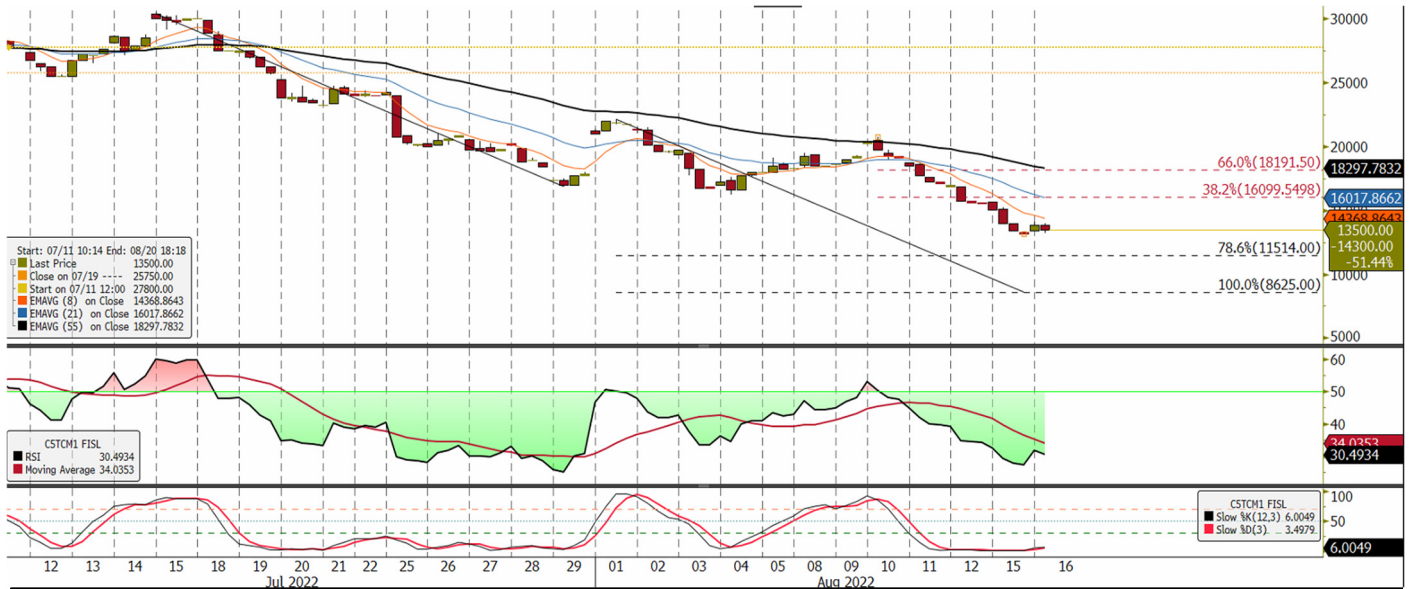 30000
25000
20000
66.0%(18191.50)
18297.7832
38.2%(16099.5498)
16017.8662
14368.8643
13500.00
-14300.00
-51.44%
78.6%(11514.00)
10000
100.0%(8625.00)
5000
Start: 07/11 10:14 End: 08/20 18:18
Last Price 13500.00
Close on 07/19 ---- 25750.00
Start on 07/11 12:00 27800.00
EMAVG (8) on Close 14368.8643
EMAVG (21) on Close 16017.8662
EMAVG (55) on Close 18297.7832
60
50
40
34.0353
30.4934
C5TCM1 FISL
RSI 30.4934
Moving Average 34.0353
100
50
6.0049
C5TCM1 FISL
Slow %K(12,3) 6.0049
Slow %D(3) 3.4979
12 13 14 15 18 19 20 21 22 25 26 27 28 29 01 02 03 04 05 08 09 10 11 12 15 16
Jul 2022 Aug 2022